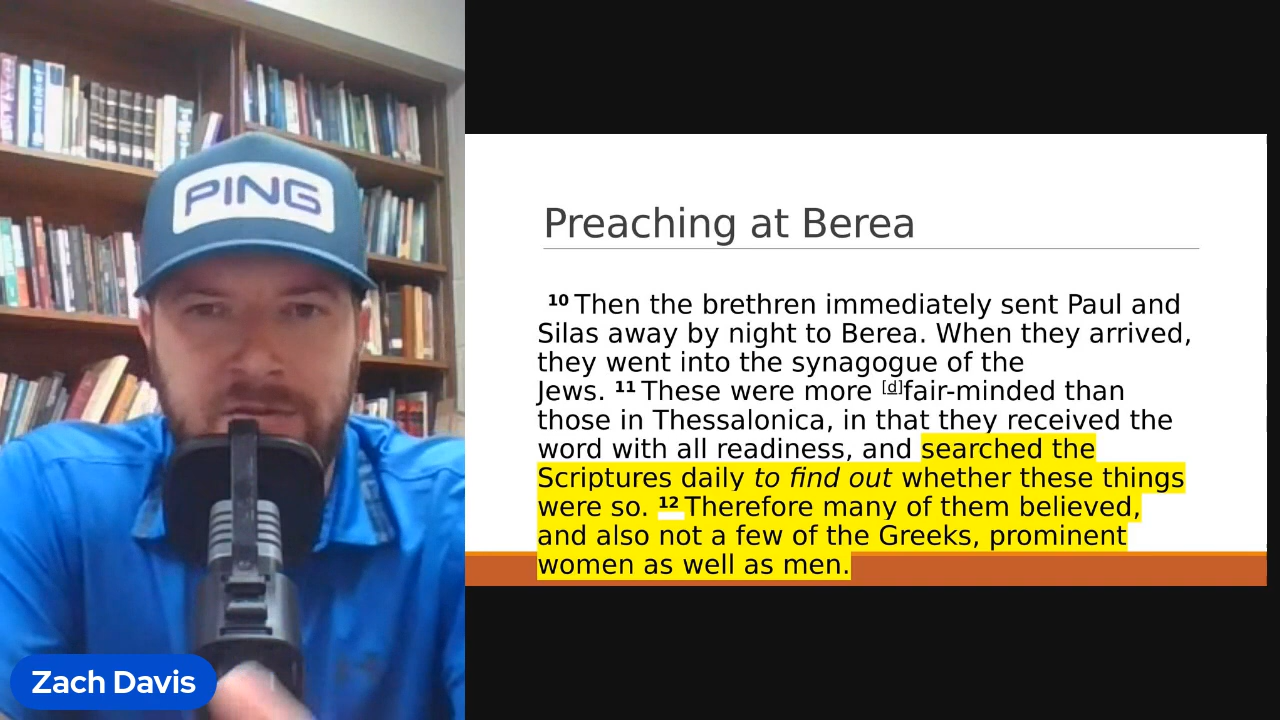 PING
Zach Davis
Preaching at Berea
10 Then the brethren immediately sent Paul and
Silas away by night to Berea. When they arrived,
they went into the synagogue of the
Jews. 11 These were more [d]fair-minded than
those in Thessalonica, in that they received the
word with all readiness, and searched the
Scriptures daily to find out whether these things
were so. 12 Therefore many of them believed,
and also not a few of the Greeks, prominent
women as well as men.